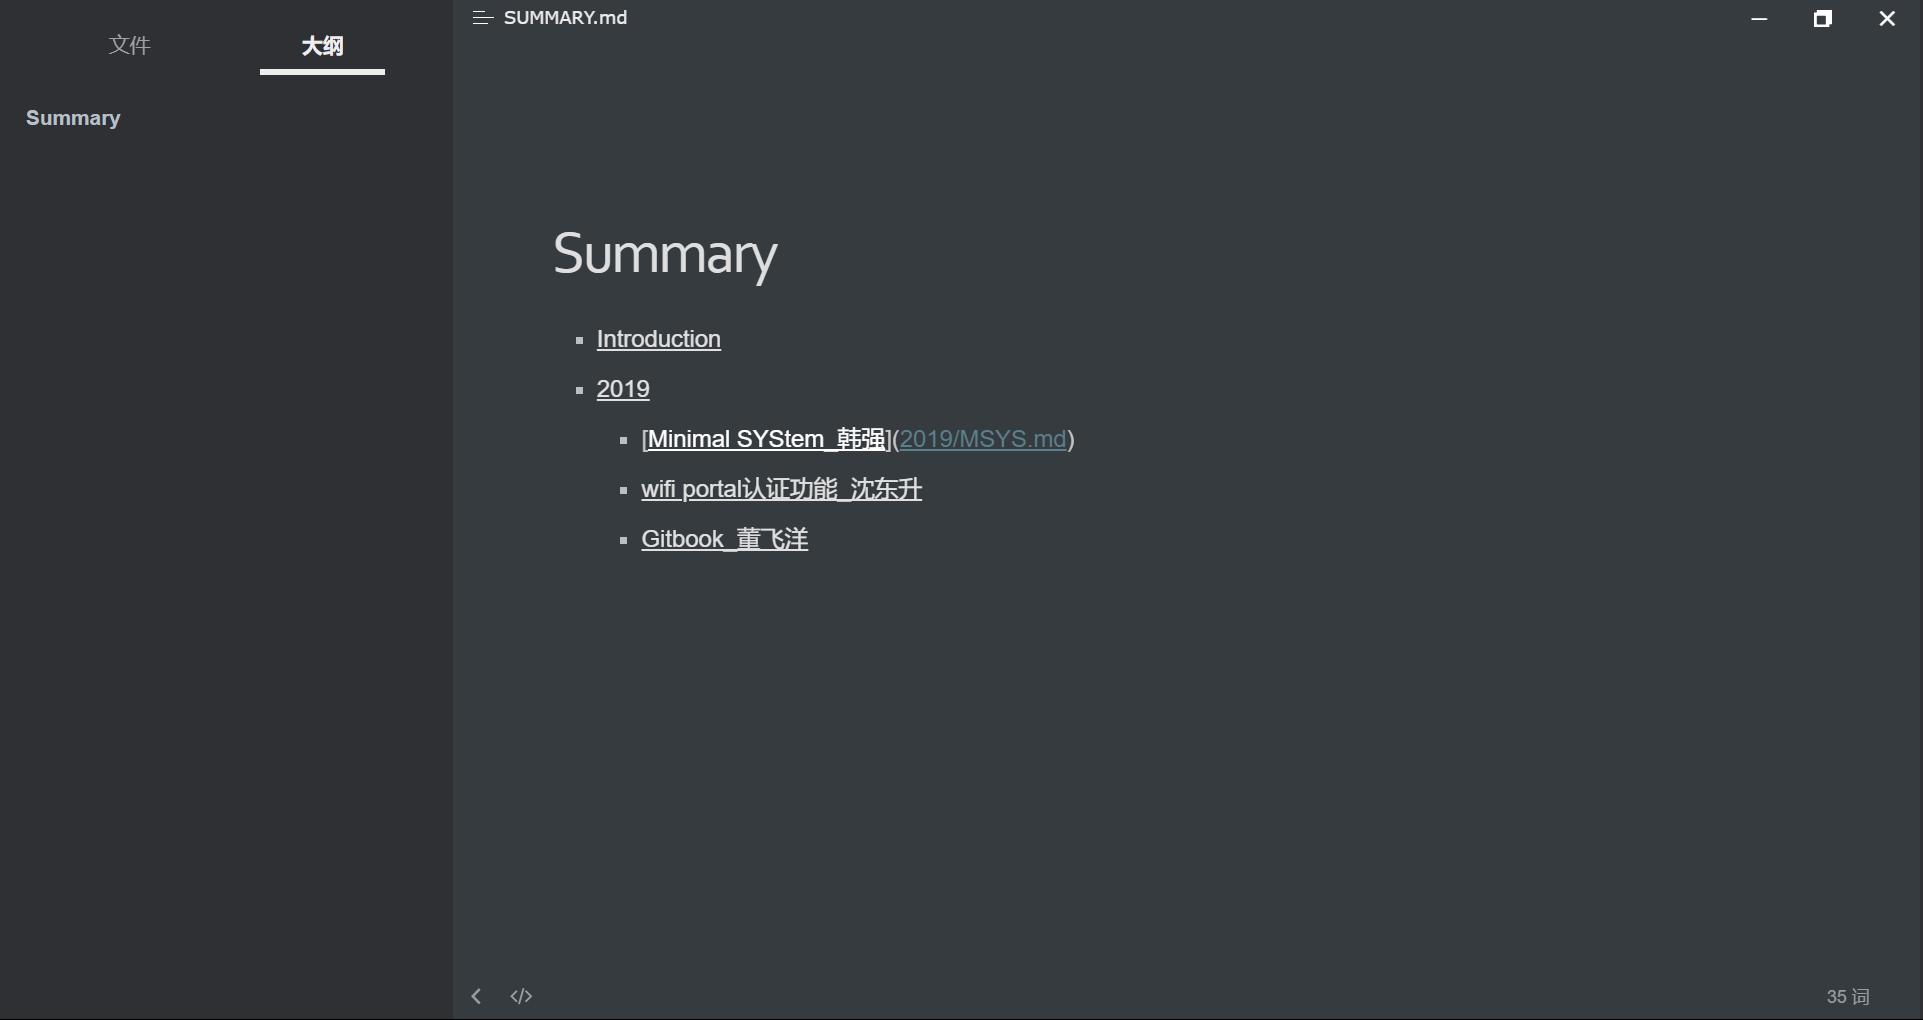 文件
大纲
Summary
SUMMARY.md
Summary
Introduction
2019
[Minimal SYStem_韩强](2019/MSYS.md)
wifi portal认证功能_沈东升
Gitbook_董飞洋
</>
35 词